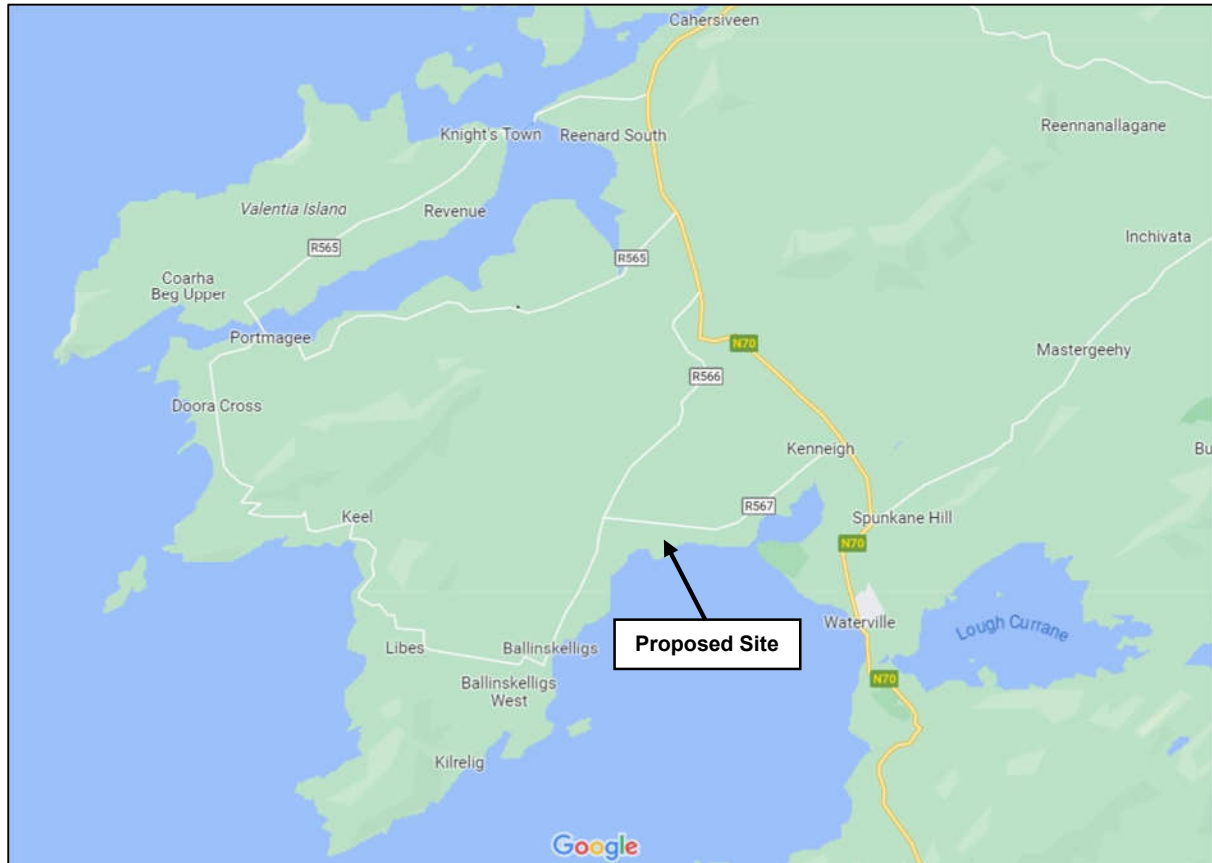 Cahersiveen
Reennanallagane
Knight's Town
Reenard South
Valentia Island
Revenue
Inchivata
R565
R565
Coarha
Beg Upper
Portmagee
N70
Mastergeehy
R566
Doora Cross
Kenneigh
Bu
R567
Keel
Spunkane Hill
N70
Proposed Site
Waterville
Lough Currane
Libes
Ballinskelligs
N70
Ballinskelligs
West
Kilrelig
Google